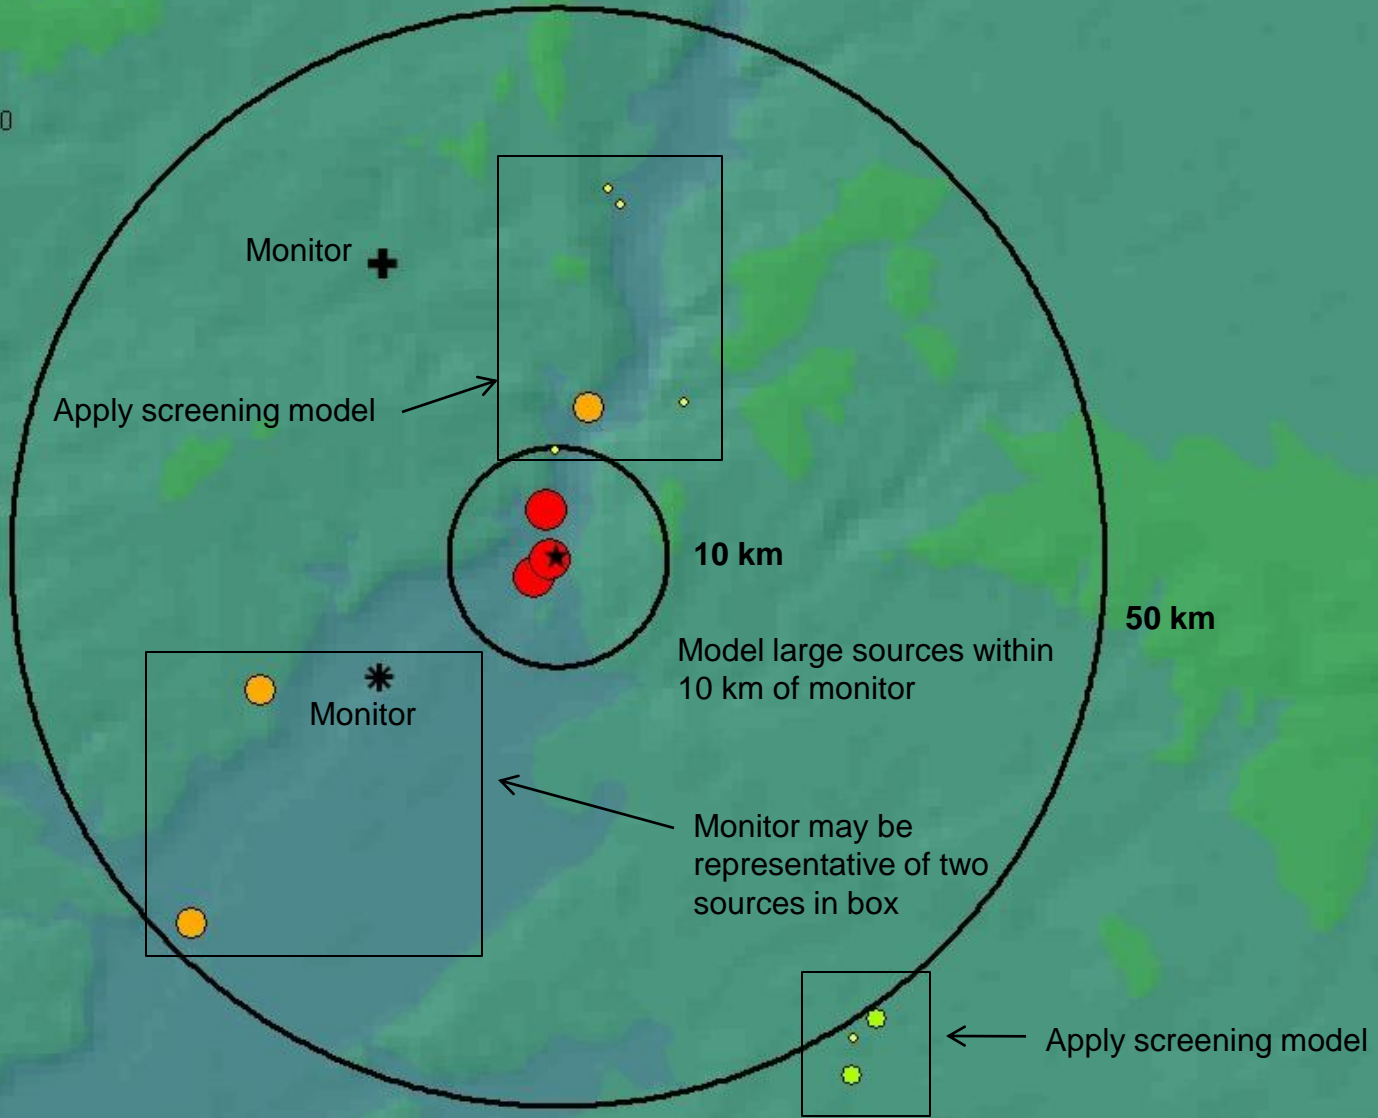 0
Monitor
Apply screening model
10 km
50 km
Model large sources within
10 km of monitor
Monitor
Monitor may be
representative of two
sources in box
Apply screening model